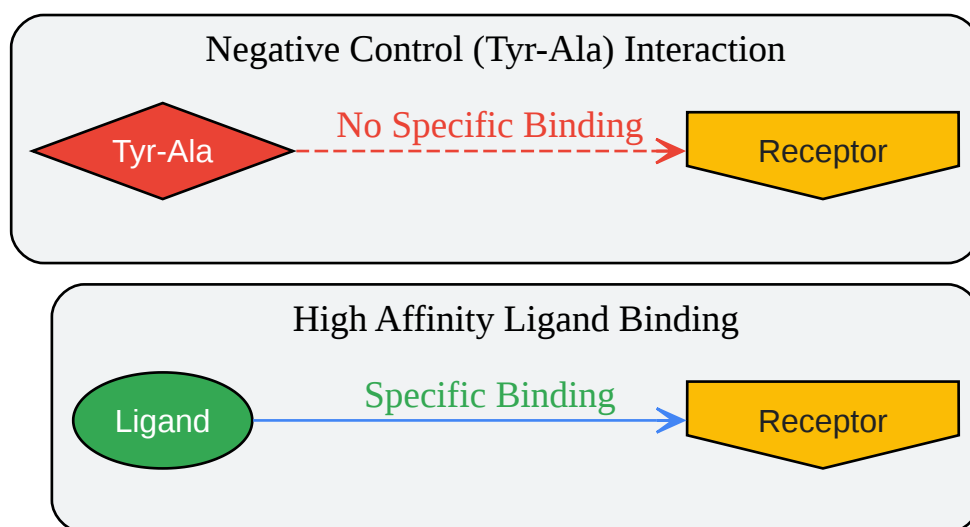 Negative Control (Tyr-Ala) Interaction
Tyr-Ala
No Specific Binding
Receptor
High Affinity Ligand Binding
Ligand
Specific Binding
Receptor